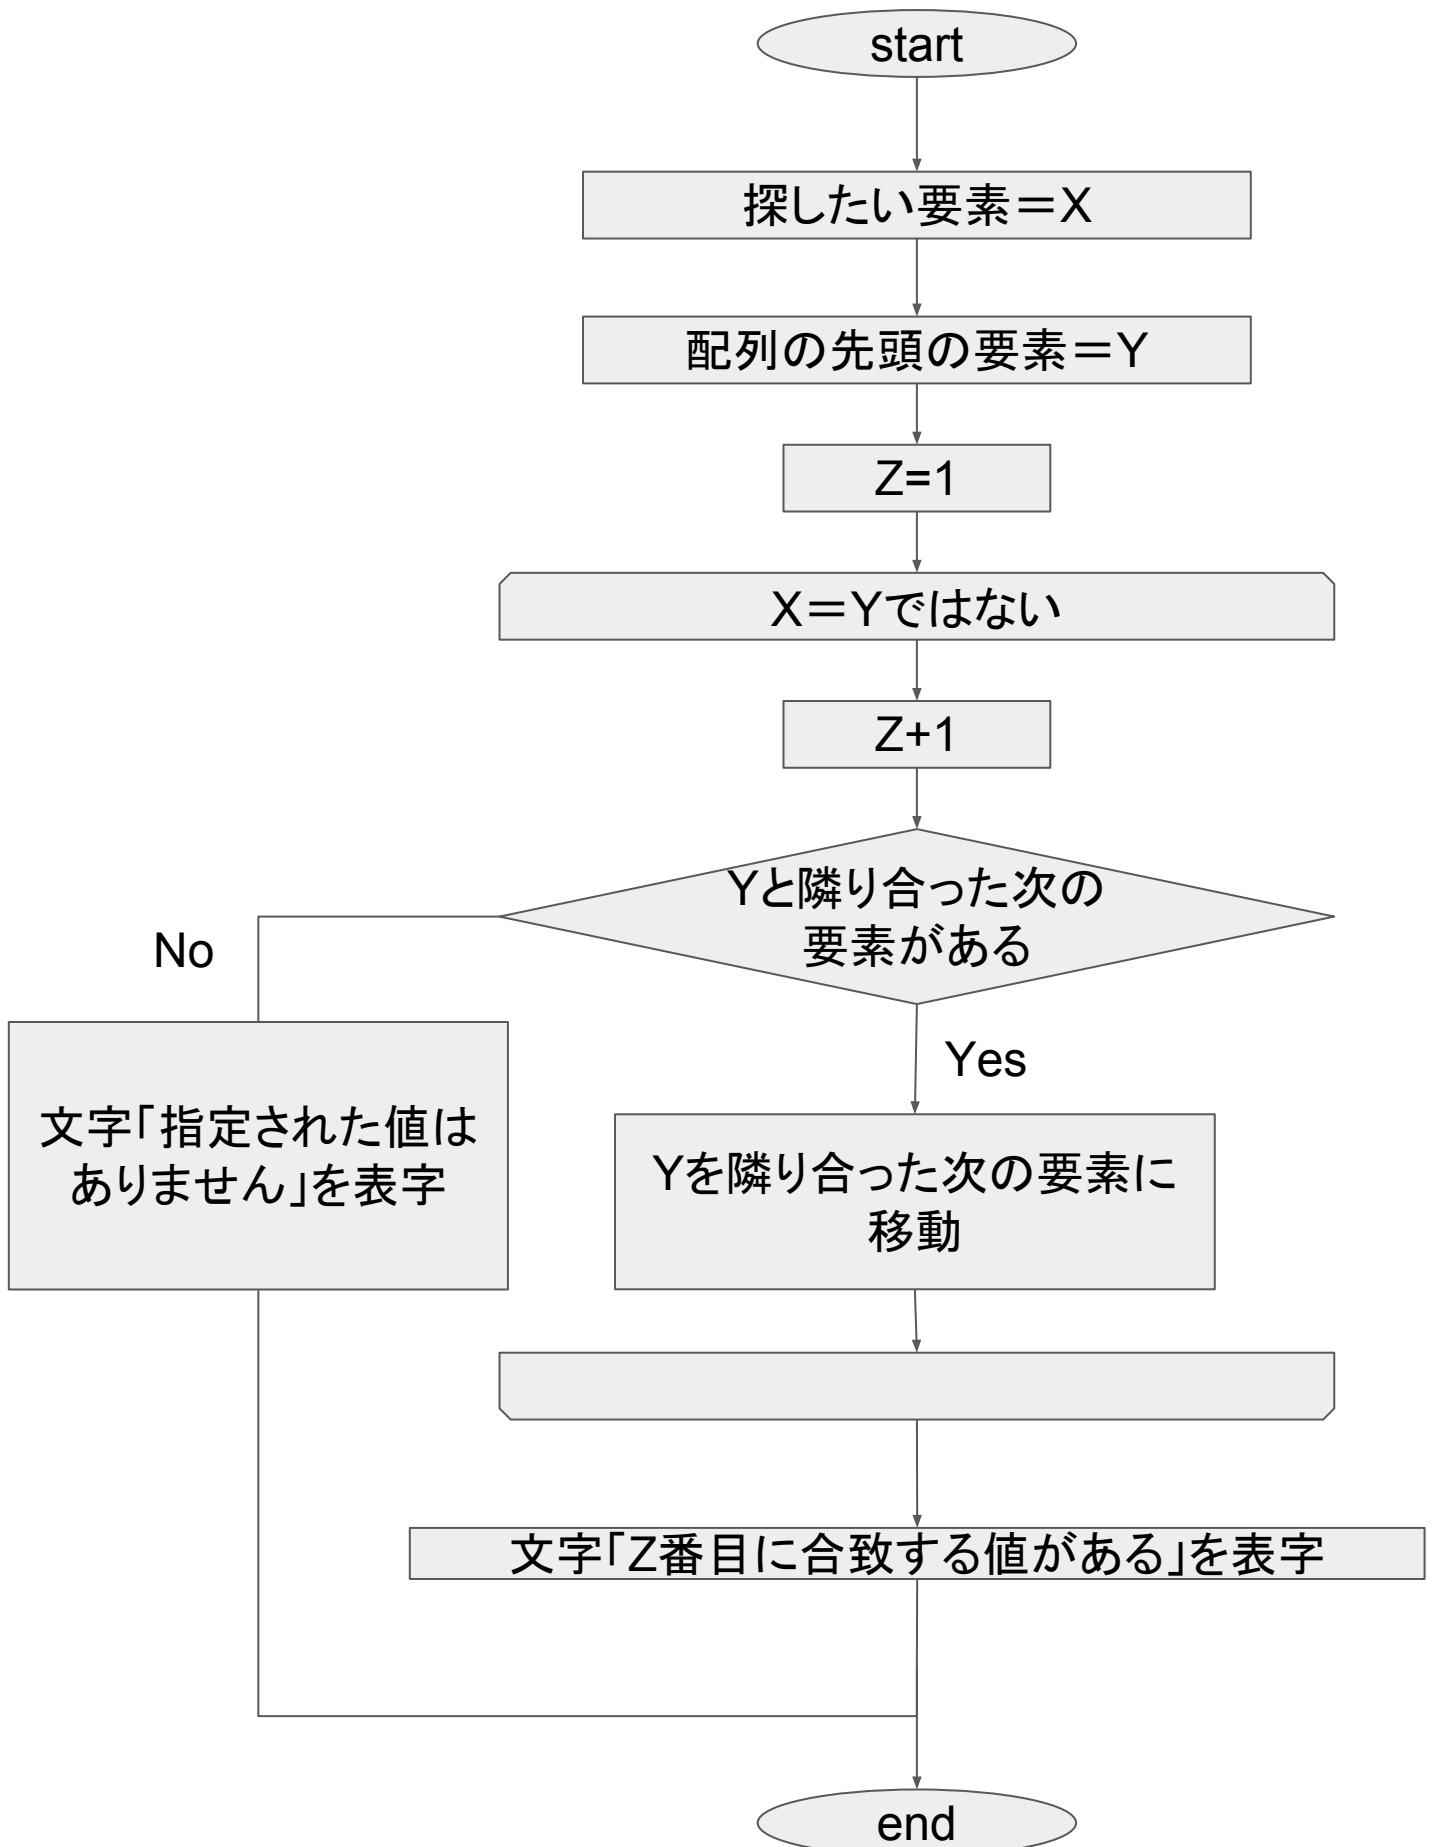 start
探したい要素＝X
配列の先頭の要素＝Y
Z=1
X＝Yではない
Z+1
Yと隣り合った次の
要素がある
No
Yes
文字「指定された値は
ありません」を表字
Yを隣り合った次の要素に
移動
文字「Z番目に合致する値がある」を表字
end